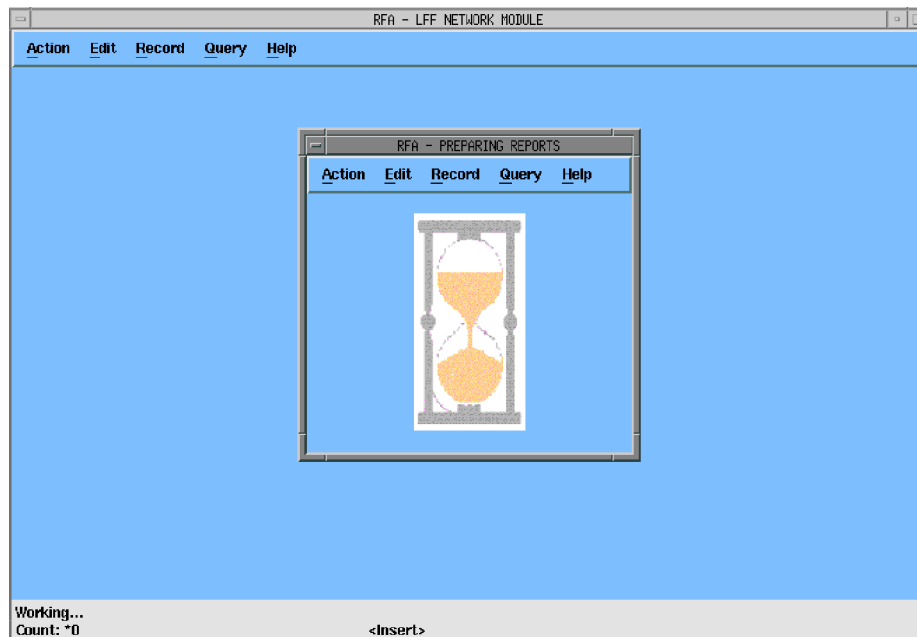 RFA - LFF NETWORK MODULE
Action Edit Record Query Help
RFA - PREPARING REPORTS
Action Edit Record Query Help
Working...
Count: *0 <Insert>